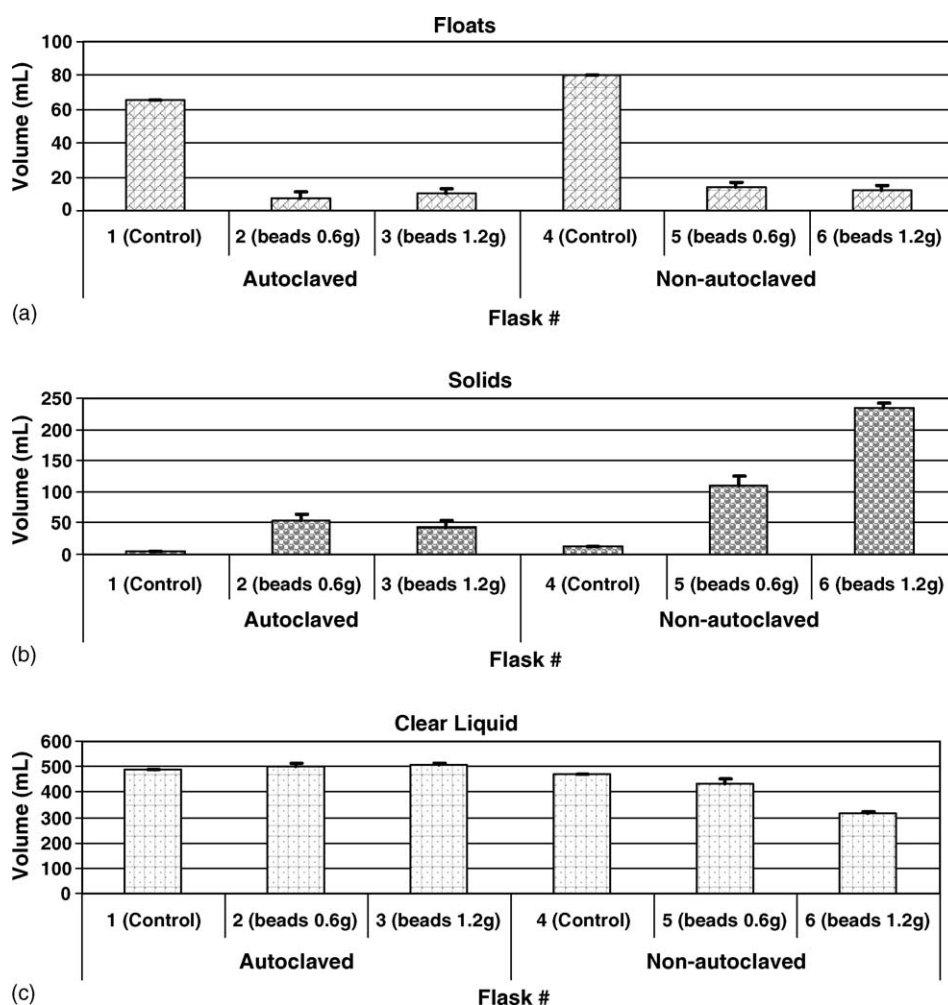 Floats
Volume (mL)
100
80
60
40
20
0
1 (Control) 2 (beads 0.6g) 3 (beads 1.2g) 4 (Control) 5 (beads 0.6g) 6 (beads 1.2g)
Autoclaved Non-autoclaved
(a)
Flask #
Solids
Volume (mL)
250
200
150
100
50
0
1 (Control) 2 (beads 0.6g) 3 (beads 1.2g) 4 (Control) 5 (beads 0.6g) 6 (beads 1.2g)
Autoclaved Non-autoclaved
(b)
Flask #
Clear Liquid
Volume (mL)
600
500
400
300
200
100
0
1 (Control) 2 (beads 0.6g) 3 (beads 1.2g) 4 (Control) 5 (beads 0.6g) 6 (beads 1.2g)
Autoclaved Non-autoclaved
(c)
Flask #